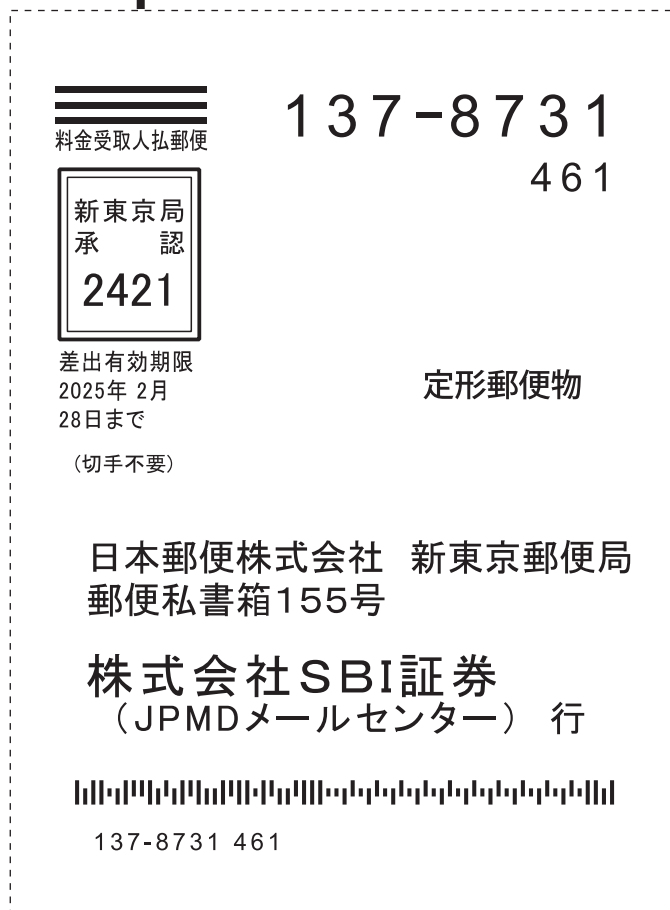 137-8731
461
料金受取人払郵便
新東京局
承 認
2421
差出有効期限
2025年 2月
28日まで
（切手不要）
定形郵便物
日本郵便株式会社 新東京郵便局
郵便私書箱155号
株式会社SBI証券
（JPMDメールセンター） 行
137-8731 461